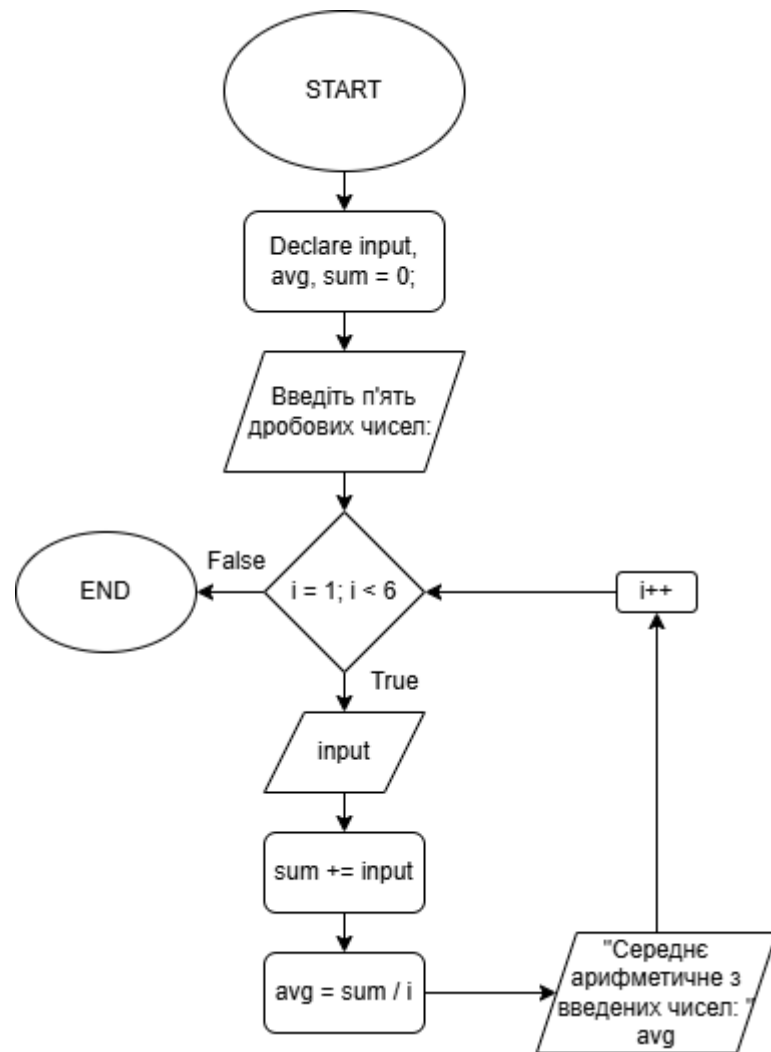 START
Declare input,
avg, sum = 0;
Введіть п'ять
дробових чисел:
False
END
i = 1; i < 6
i++
True
input
sum += input
avg = sum / i
"Середнє
арифметичне з
введених чисел: "
avg